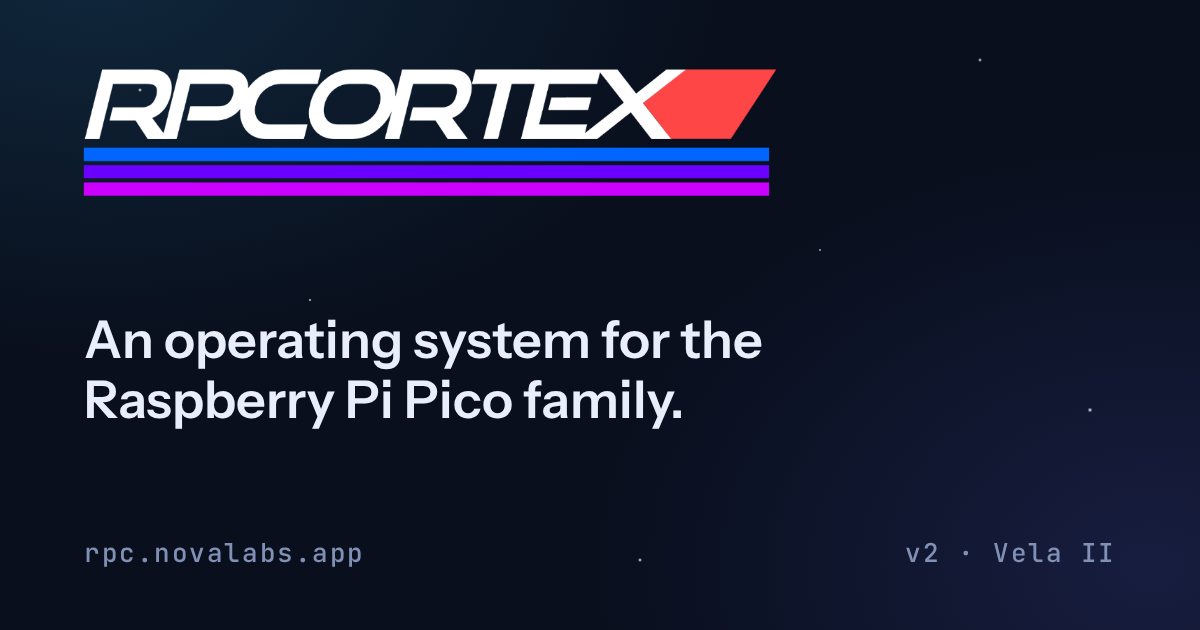 RPCORTEX
An operating system for the
Raspberry Pi Pico family.
rpc.novalabs.app
v2 · Vela II